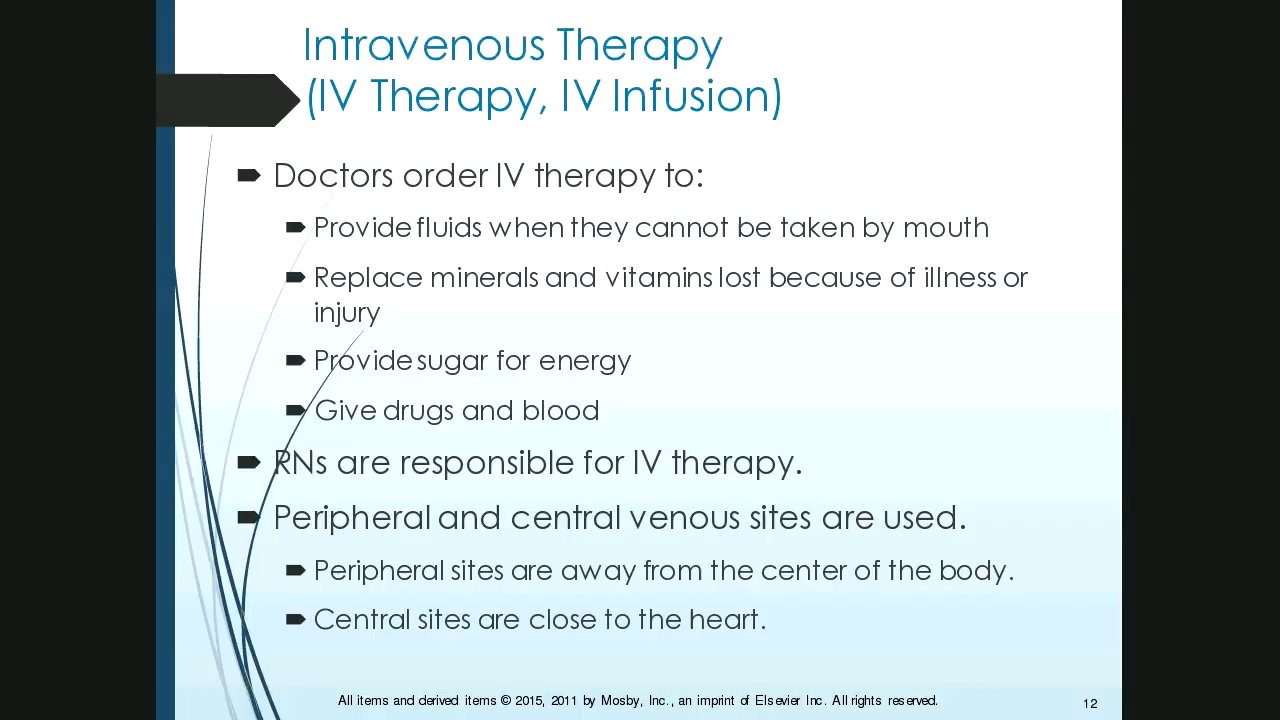 Intravenous Therapy
(IV Therapy, IV Infusion)
Doctors order IV therapy to:
Provide fluids when they cannot be taken by mouth
Replace minerals and vitamins lost because of illness or
injury
Provide sugar for energy
Give drugs and blood
RNs are responsible for IV therapy.
Peripheral and central venous sites are used.
Peripheral sites are away from the center of the body.
Central sites are close to the heart.
All items and derived items © 2015, 2011 by Mosby, Inc., an imprint of Elsevier Inc. All rights reserved.
12